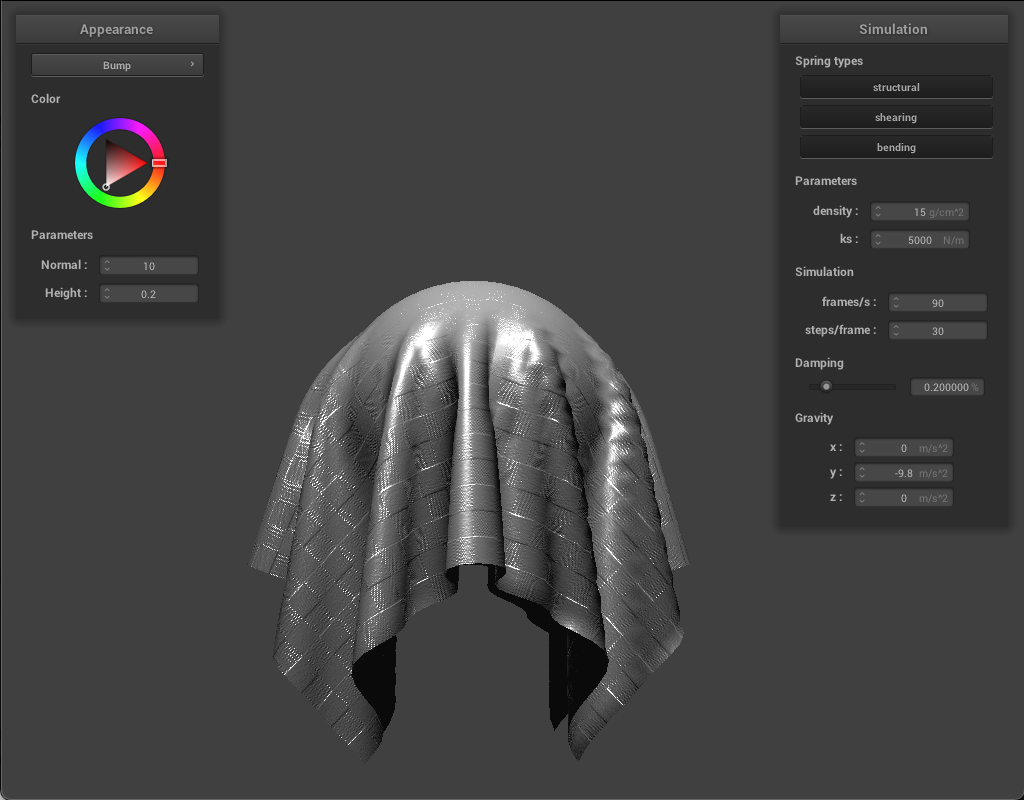 Appearance
Bump ›
Color
Parameters
Normal : 10
Height : 0.2
Simulation
Spring types
structural
shearing
bending
Parameters
density : 15 g/cm^2
ks : 5000 N/m
Simulation
frames/s : 90
steps/frame : 30
Damping
0.200000 %
Gravity
x : 0 m/s^2
y : -9.8 m/s^2
z : 0 m/s^2